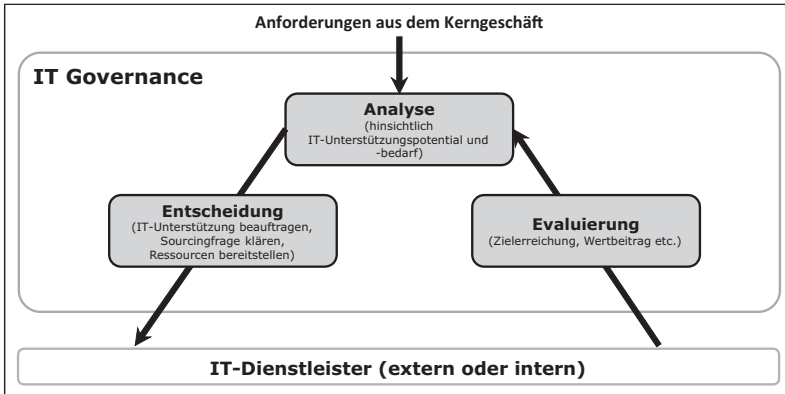 Anforderungen aus dem Kerngeschäft
IT Governance
Analyse
(hinsichtlich
IT-Unterstützungspotential und
-bedarf)
Entscheidung
(IT-Unterstützung beauftragen,
Sourcingfrage klären,
Ressourcen bereitstellen)
Evaluierung
(Zielerreichung, Wertbeitrag etc.)
IT-Dienstleister (extern oder intern)